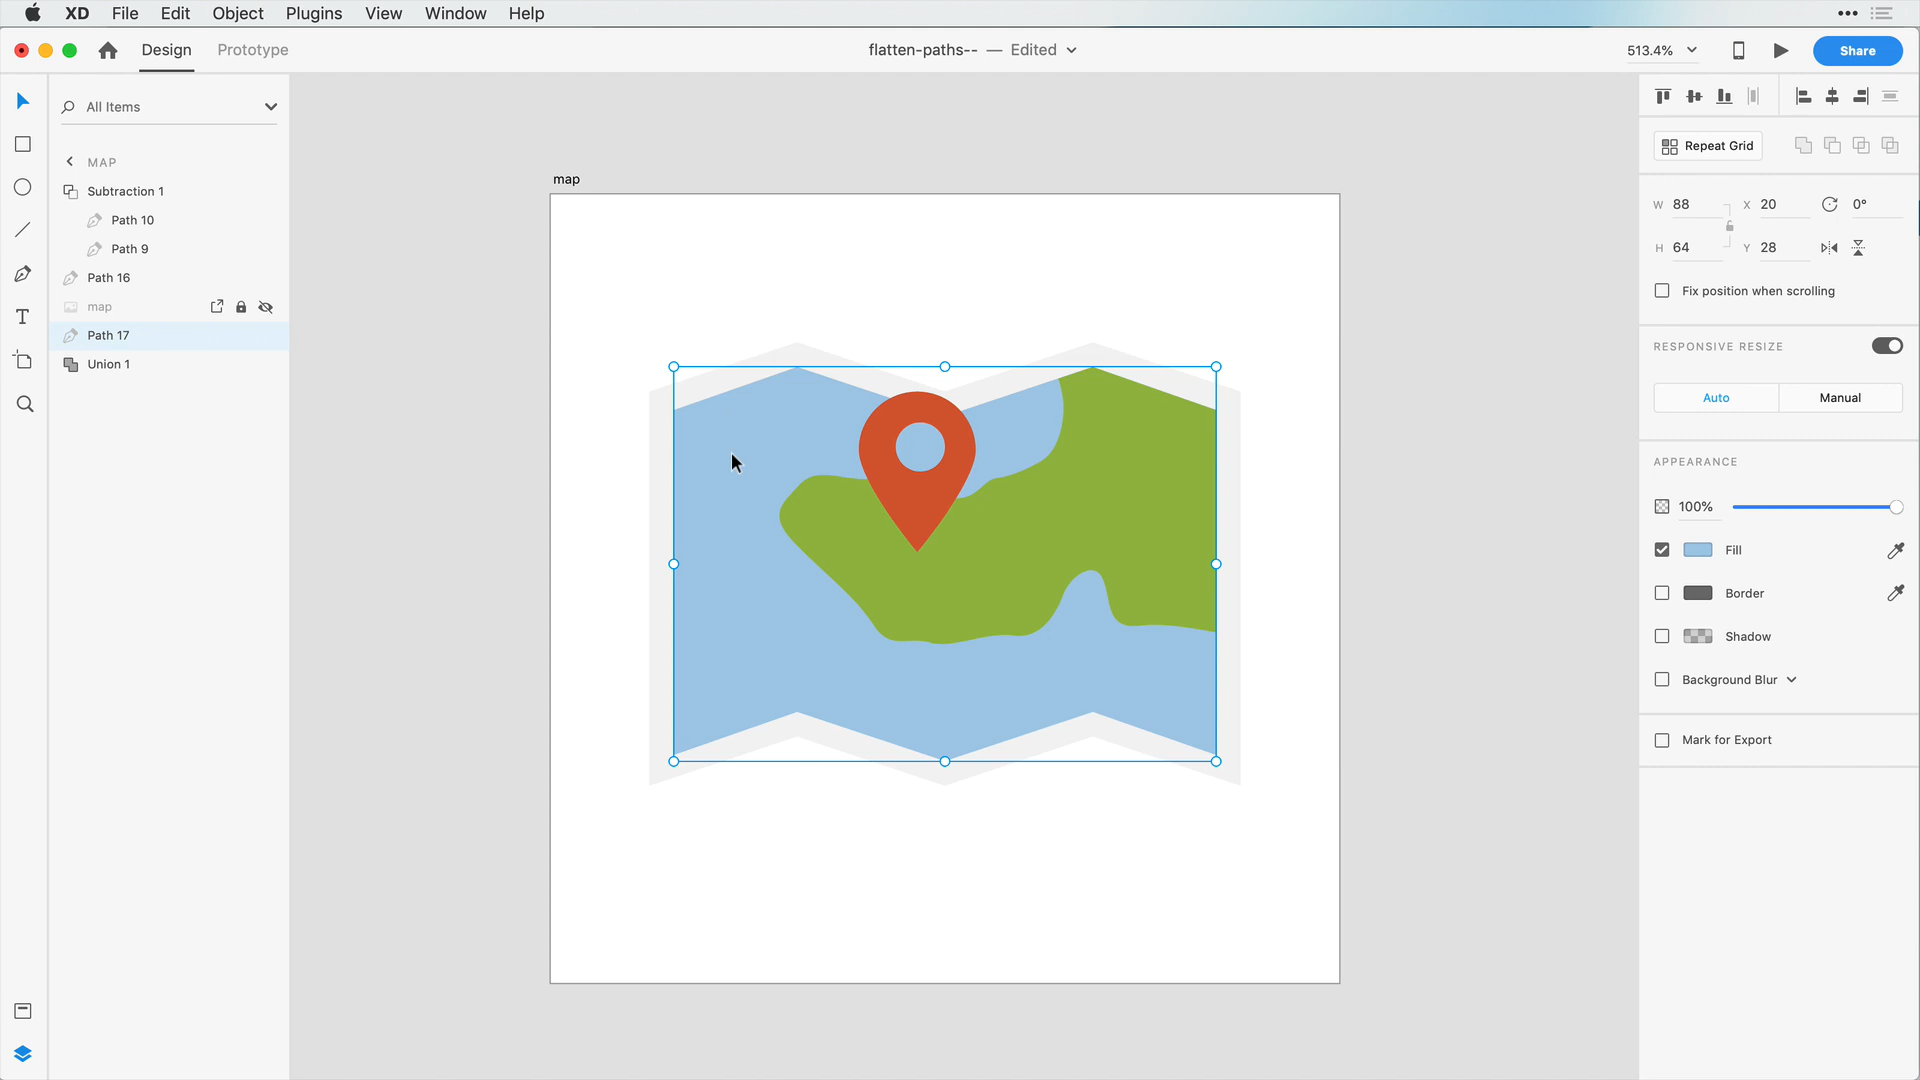 XD File Edit Object Plugins View Window Help
Design Prototype flatten-paths-- — Edited 513.4% Share
All Items
MAP
Subtraction 1
Path 10
Path 9
Path 16
map
Path 17
Union 1
map
Repeat Grid
W 88 X 20 0°
H 64 Y 28
Fix position when scrolling
RESPONSIVE RESIZE
Auto Manual
APPEARANCE
100%
Fill
Border
Shadow
Background Blur
Mark for Export